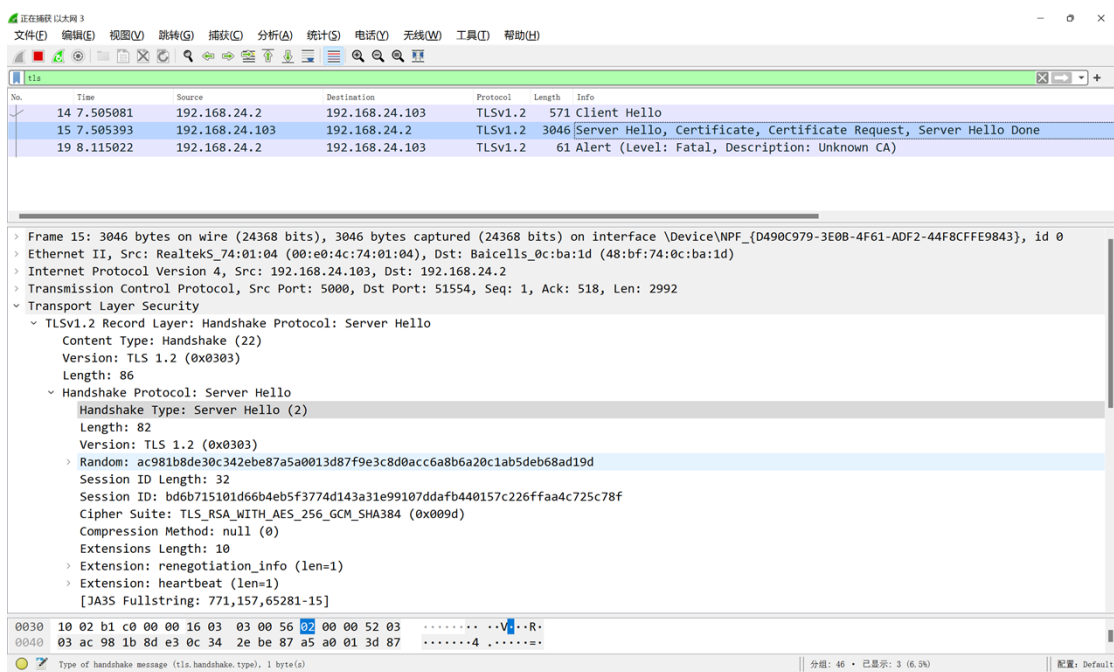 正在捕获 以太网 3
文件(F) 编辑(E) 视图(V) 跳转(G) 捕获(C) 分析(A) 统计(S) 电话(Y) 无线(W) 工具(T) 帮助(H)
tls
No. Time Source Destination Protocol Length Info
14 7.505081 192.168.24.2 192.168.24.103 TLSv1.2 571 Client Hello
15 7.505393 192.168.24.103 192.168.24.2 TLSv1.2 3046 Server Hello, Certificate, Certificate Request, Server Hello Done
19 8.115022 192.168.24.2 192.168.24.103 TLSv1.2 61 Alert (Level: Fatal, Description: Unknown CA)
Frame 15: 3046 bytes on wire (24368 bits), 3046 bytes captured (24368 bits) on interface \Device\NPF_{D490C979-3E0B-4F61-ADF2-44F8CFFE9843}, id 0
Ethernet II, Src: RealtekS_74:01:04 (00:e0:4c:74:01:04), Dst: Baicells_0c:ba:1d (48:bf:74:0c:ba:1d)
Internet Protocol Version 4, Src: 192.168.24.103, Dst: 192.168.24.2
Transmission Control Protocol, Src Port: 5000, Dst Port: 51554, Seq: 1, Ack: 518, Len: 2992
Transport Layer Security
TLSv1.2 Record Layer: Handshake Protocol: Server Hello
Content Type: Handshake (22)
Version: TLS 1.2 (0x0303)
Length: 86
Handshake Protocol: Server Hello
Handshake Type: Server Hello (2)
Length: 82
Version: TLS 1.2 (0x0303)
Random: ac981b8de30c342ebe87a5a0013d87f9e3c8d0acc6a8b6a20c1ab5deb68ad19d
Session ID Length: 32
Session ID: bd6b715101d66b4eb5f3774d143a31e99107ddafb440157c226ffaa4c725c78f
Cipher Suite: TLS_RSA_WITH_AES_256_GCM_SHA384 (0x009d)
Compression Method: null (0)
Extensions Length: 10
Extension: renegotiation_info (len=1)
Extension: heartbeat (len=1)
[JA3S Fullstring: 771,157,65281-15]
0030 10 02 b1 c0 00 00 16 03 03 00 56 02 00 00 52 03 ········ ··V···R·
0040 03 ac 98 1b 8d e3 0c 34 2e be 87 a5 a0 01 3d 87 ·······4 .·····=·
Type of handshake message (tls.handshake.type), 1 byte(s) 分组: 46 · 已显示: 3 (6.5%) 配置: Default